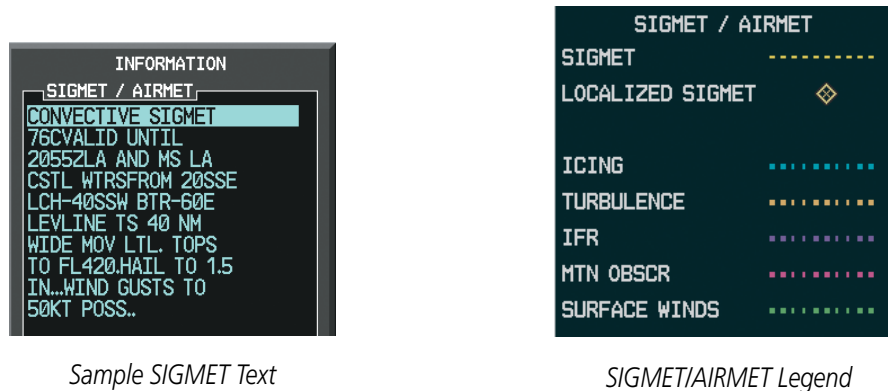 INFORMATION
SIGMET / AIRMET
CONVECTIVE SIGMET
76CVALID UNTIL
2055ZLA AND MS LA
CSTL WTRSFROM 20SSE
LCH-40SSW BTR-60E
LEVLINE TS 40 NM
WIDE MOV LTL. TOPS
TO FL420.HAIL TO 1.5
IN...WIND GUSTS TO
50KT POSS..
Sample SIGMET Text
SIGMET / AIRMET
SIGMET
LOCALIZED SIGMET
ICING
TURBULENCE
IFR
MTN OBSCR
SURFACE WINDS
SIGMET/AIRMET Legend